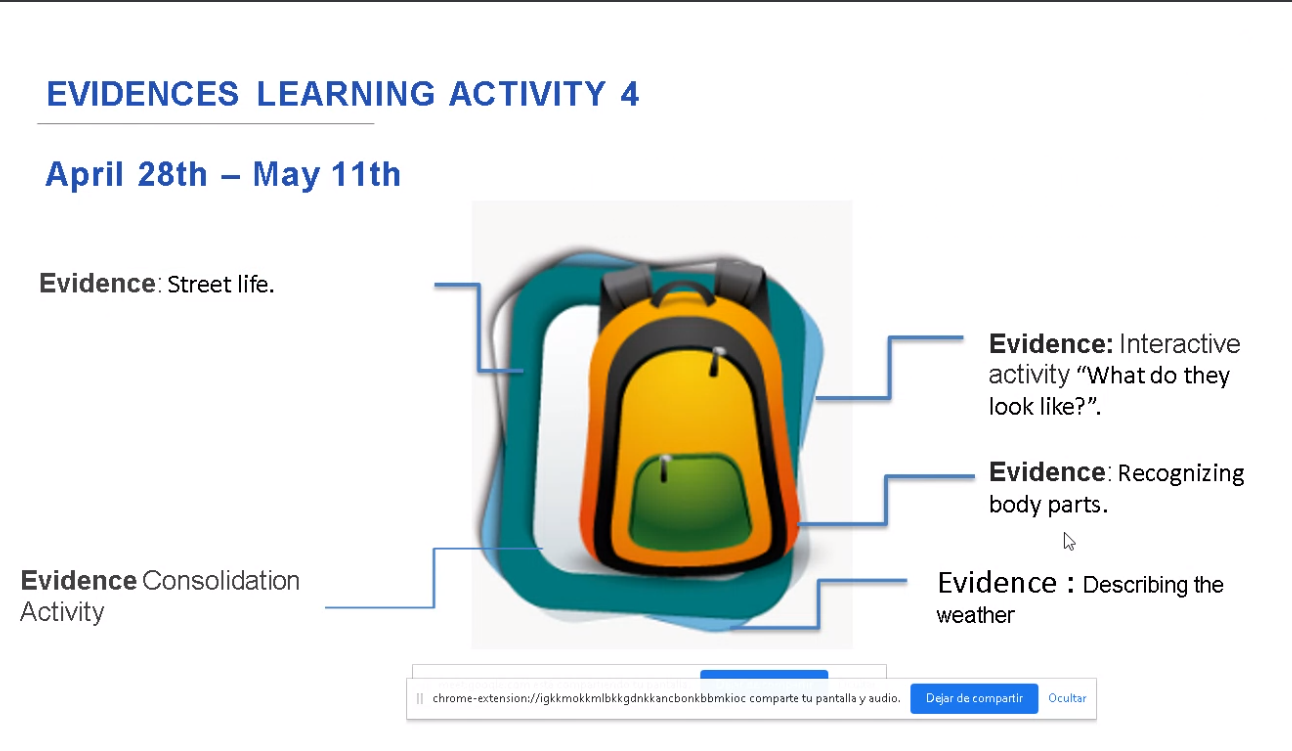 EVIDENCES LEARNING ACTIVITY 4
April 28th – May 11th
Evidence: Street life.
Evidence Consolidation
Activity
Evidence: Interactive
activity “What do they
look like?”.
Evidence: Recognizing
body parts.
Evidence : Describing the
weather
chrome-extension://igkkmokkmlbkkgdnkkancbonkbbmkioc comparte tu pantalla y audio.
Dejar de compartir
Ocultar